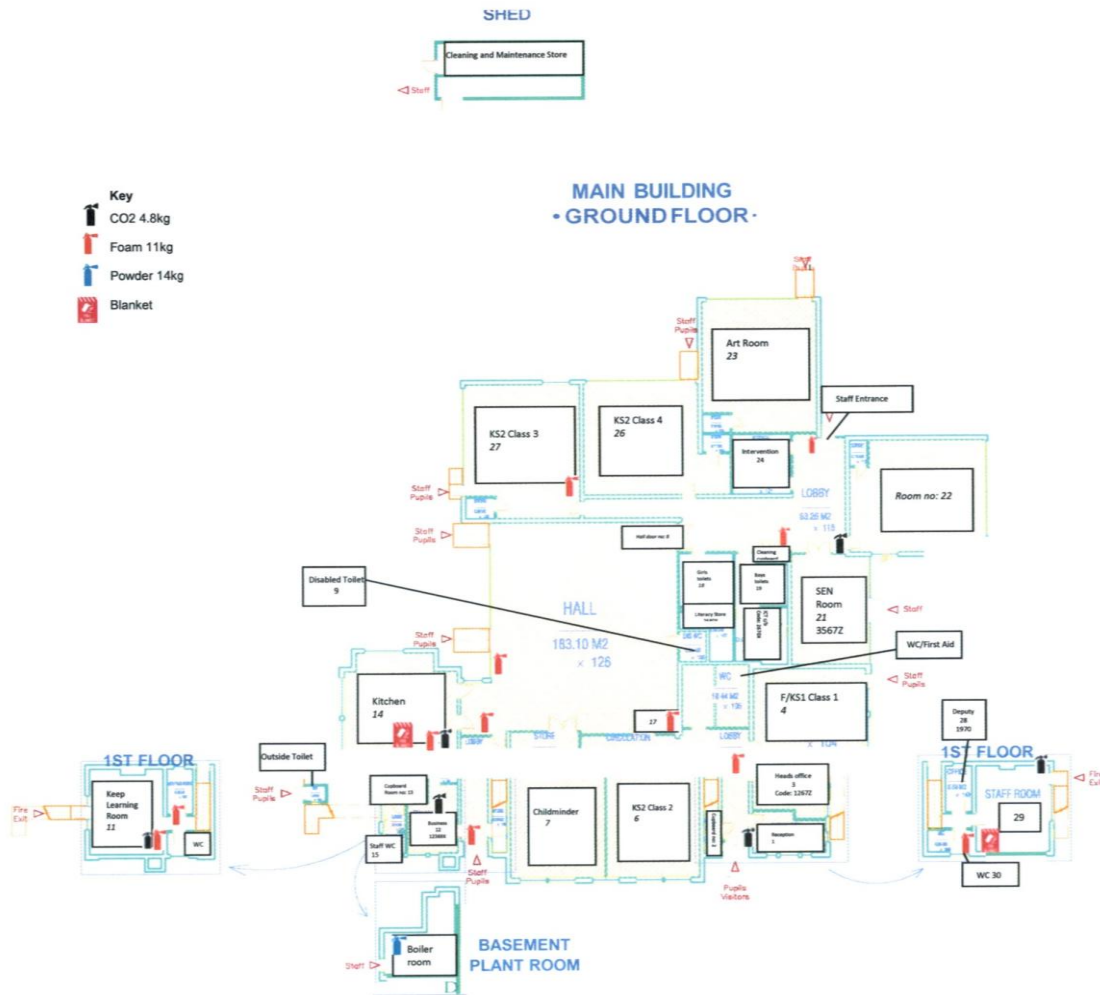 SHED
Cleaning and Maintenance Store
Staff
Key
CO2 4.8kg
Foam 11kg
Powder 14kg
Blanket
MAIN BUILDING
• GROUND FLOOR •
Staff
Pupils
Art Room
23
Staff Entrance
KS2 Class 3
27
KS2 Class 4
26
Intervention
24
LOBBY
Room no: 22
Staff
Pupils
Staff
Pupils
Hall door no: 8
Cleaning
Disabled Toilet
9
Girls
toilets
18
Boys
toilets
19
Literacy Store
SEN
Room
21
3567Z
Staff
HALL
183.10 M2
× 126
Staff
Pupils
WC/First Aid
WC
Staff
Pupils
Kitchen
14
17
F/KS1 Class 1
4
Deputy
28
1970
LOBBY
STORE
CIRCULATION
LOBBY
1ST FLOOR
Outside Toilet
1ST FLOOR
Fire
Exit
Keep
Learning
Room
11
WC
Staff
Pupils
Cupboard
Room no: 13
Business
12
Staff WC
15
Staff
Pupils
Childminder
7
KS2 Class 2
6
Heads office
3
Code: 1267Z
Reception
1
Pupils
Visitors
STAFF ROOM
29
Fire
Exit
WC 30
Boiler
room
Staff
BASEMENT
PLANT ROOM